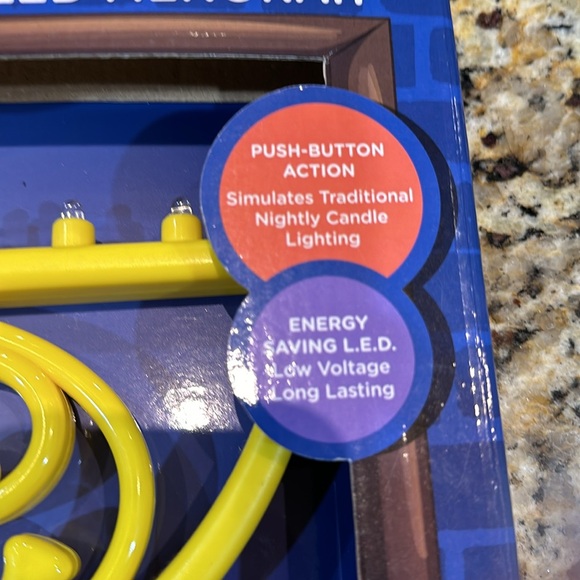 PUSH-BUTTON
ACTION
Simulates Traditional
Nightly Candle
Lighting
ENERGY
SAVING L.E.D.
Low Voltage
Long Lasting